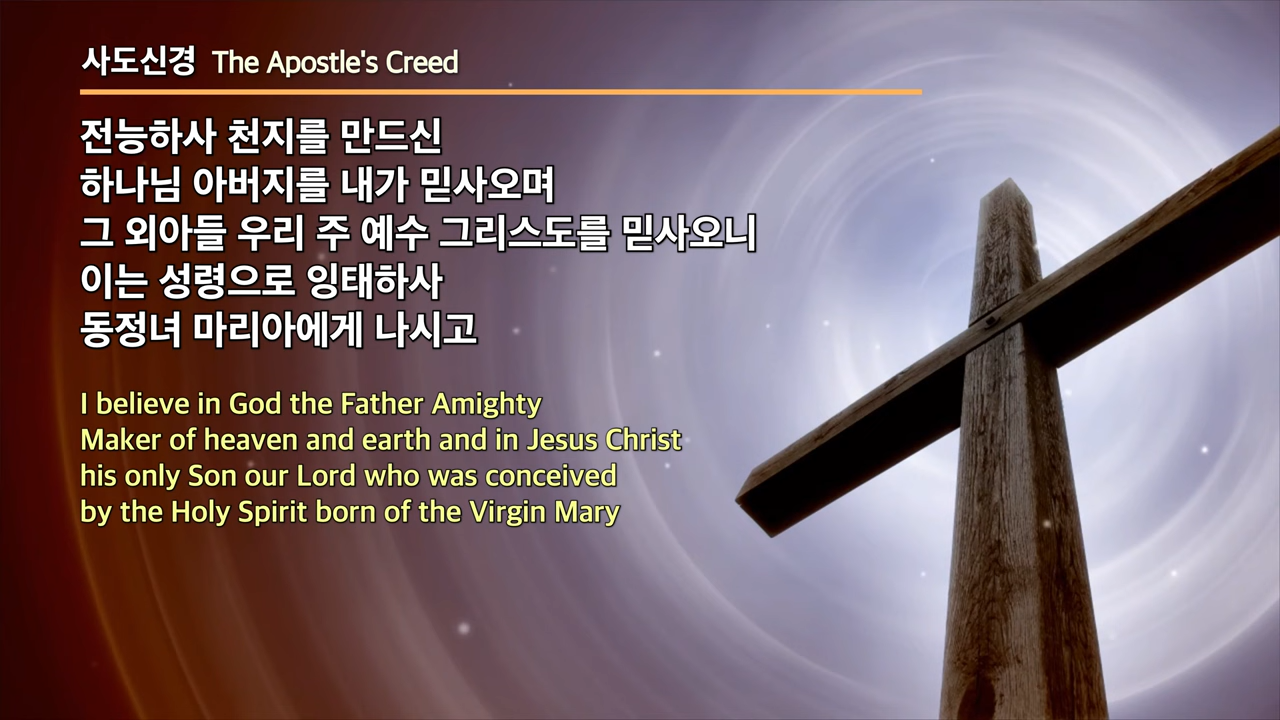 사도신경 The Apostle's Creed
전능하사 천지를 만드신
하나님 아버지를 내가 믿사오며
그 외아들 우리 주 예수 그리스도를 믿사오니
이는 성령으로 잉태하사
동정녀 마리아에게 나시고
I believe in God the Father Amighty
Maker of heaven and earth and in Jesus Christ
his only Son our Lord who was conceived
by the Holy Spirit born of the Virgin Mary